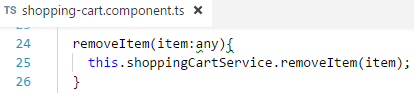 TS shopping-cart.component.ts ×
24 removeItem(item:any){
25 this.shoppingCartService.removeItem(item);
26 }